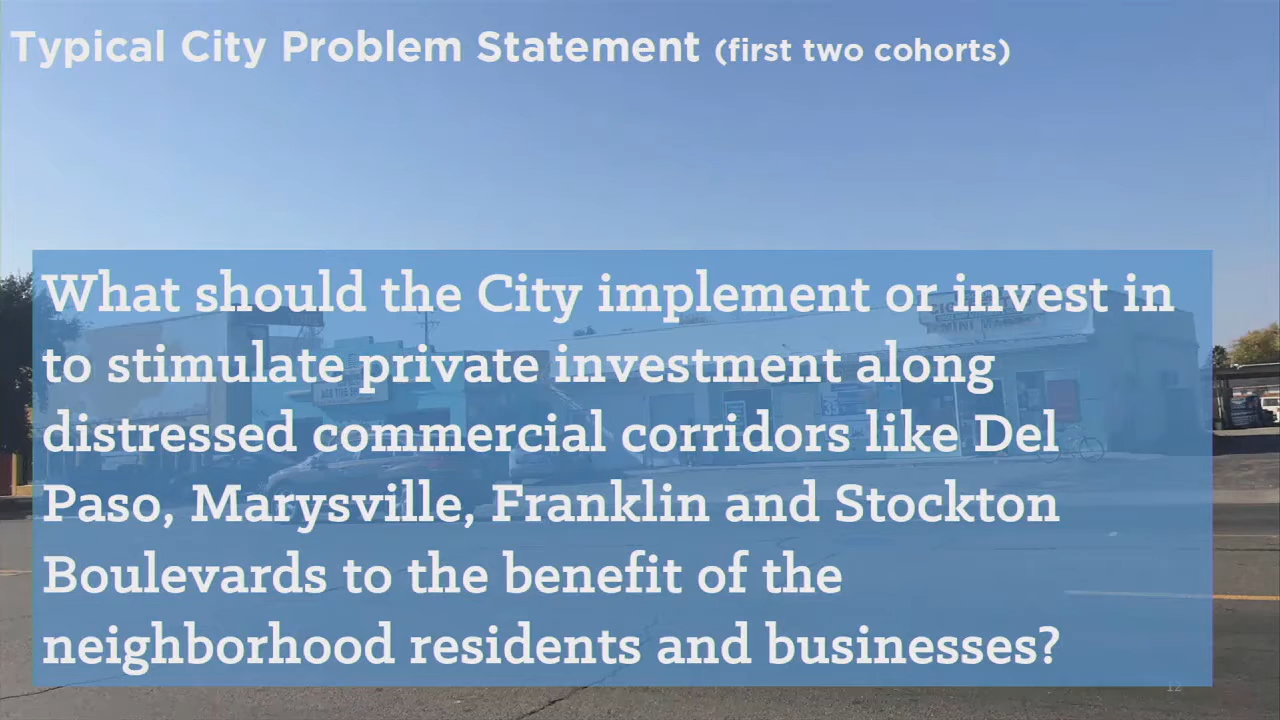 Typical City Problem Statement (first two cohorts)
What should the City implement or invest in
to stimulate private investment along
distressed commercial corridors like Del
Paso, Marysville, Franklin and Stockton
Boulevards to the benefit of the
neighborhood residents and businesses?
12